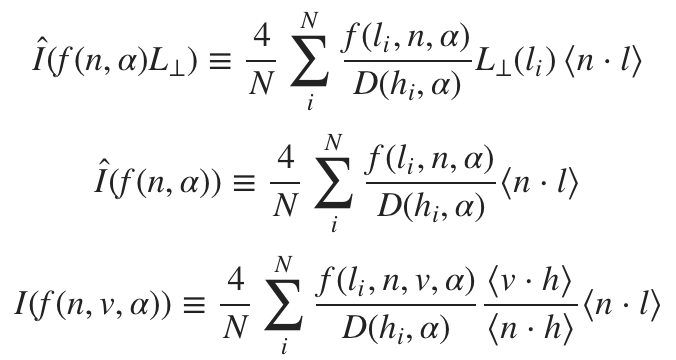 Î(f(n, α)L⊥) ≡ 4/N ∑_i^N f(l_i, n, α)/D(h_i, α) L⊥(l_i) ⟨n · l⟩
Î(f(n, α)) ≡ 4/N ∑_i^N f(l_i, n, α)/D(h_i, α) ⟨n · l⟩
I(f(n, v, α)) ≡ 4/N ∑_i^N f(l_i, n, v, α)/D(h_i, α) ⟨v · h⟩/⟨n · h⟩ ⟨n · l⟩